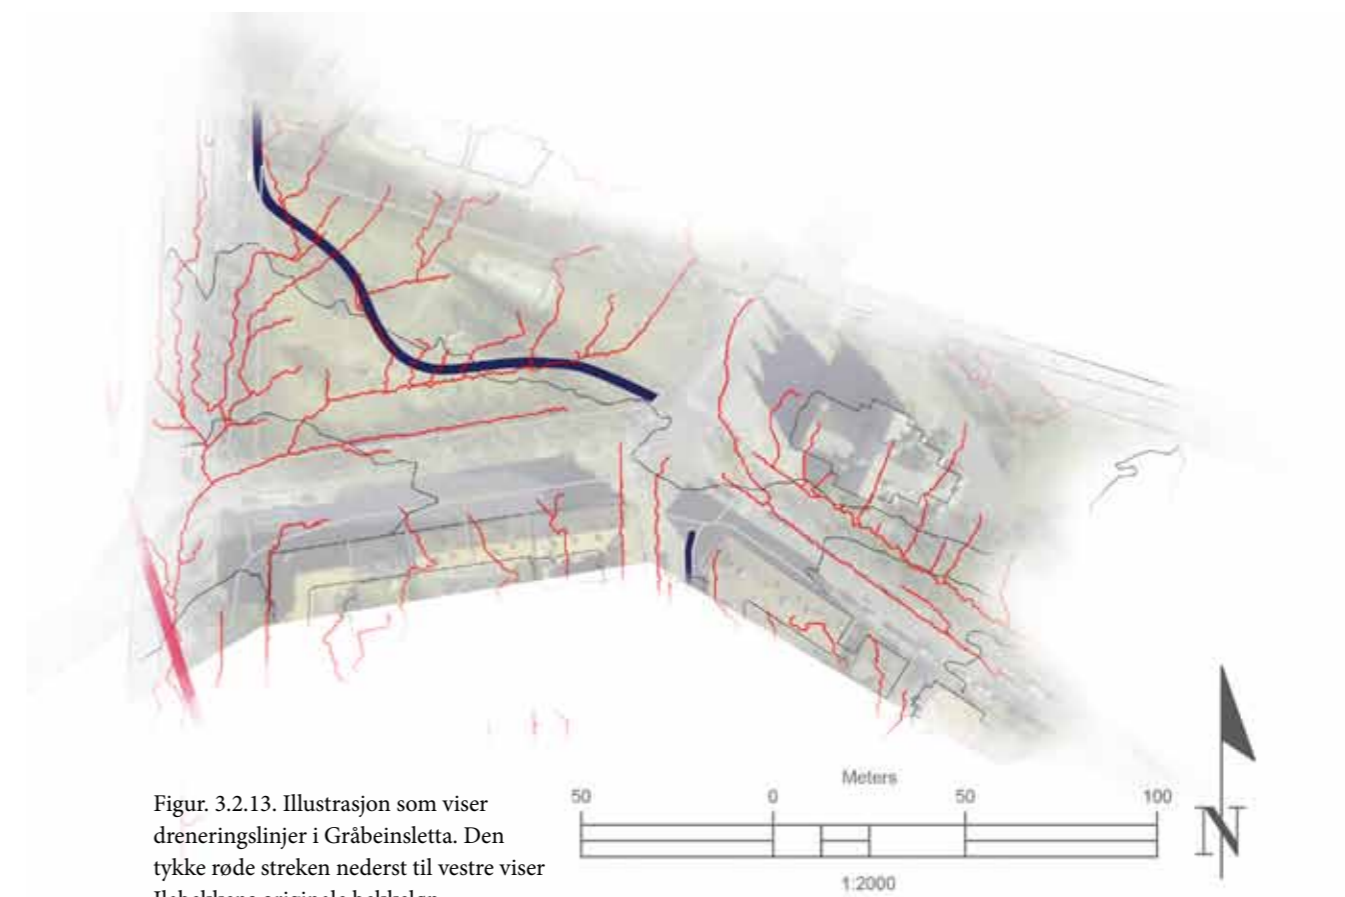 Figur. 3.2.13. Illustrasjon som viser
dreneringslinjer i Gråbeinsletta. Den
tykke røde streken nederst til vestre viser
Meters
50 0 50 100
1:2000
N